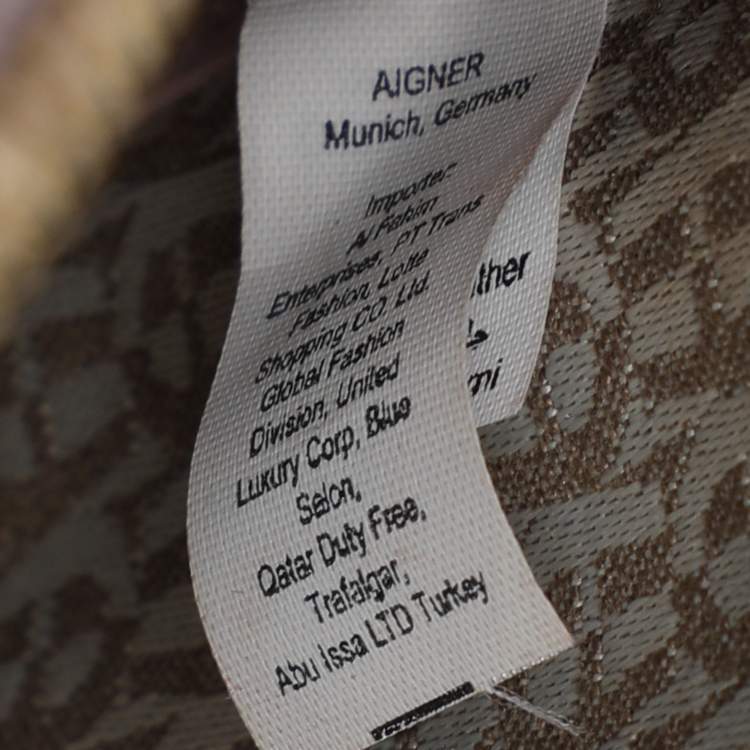 AIGNER
Munich, Germany
Importer
Al Fahim
Enterprises, PT Trans
Fashion, Lotte
Shopping CO. Ltd.
Global Fashion
Division, United
Luxury Corp, Blue
Salon,
Qatar Duty Free,
Trafalgar,
Abu Issa LTD Turkey
ther
mi